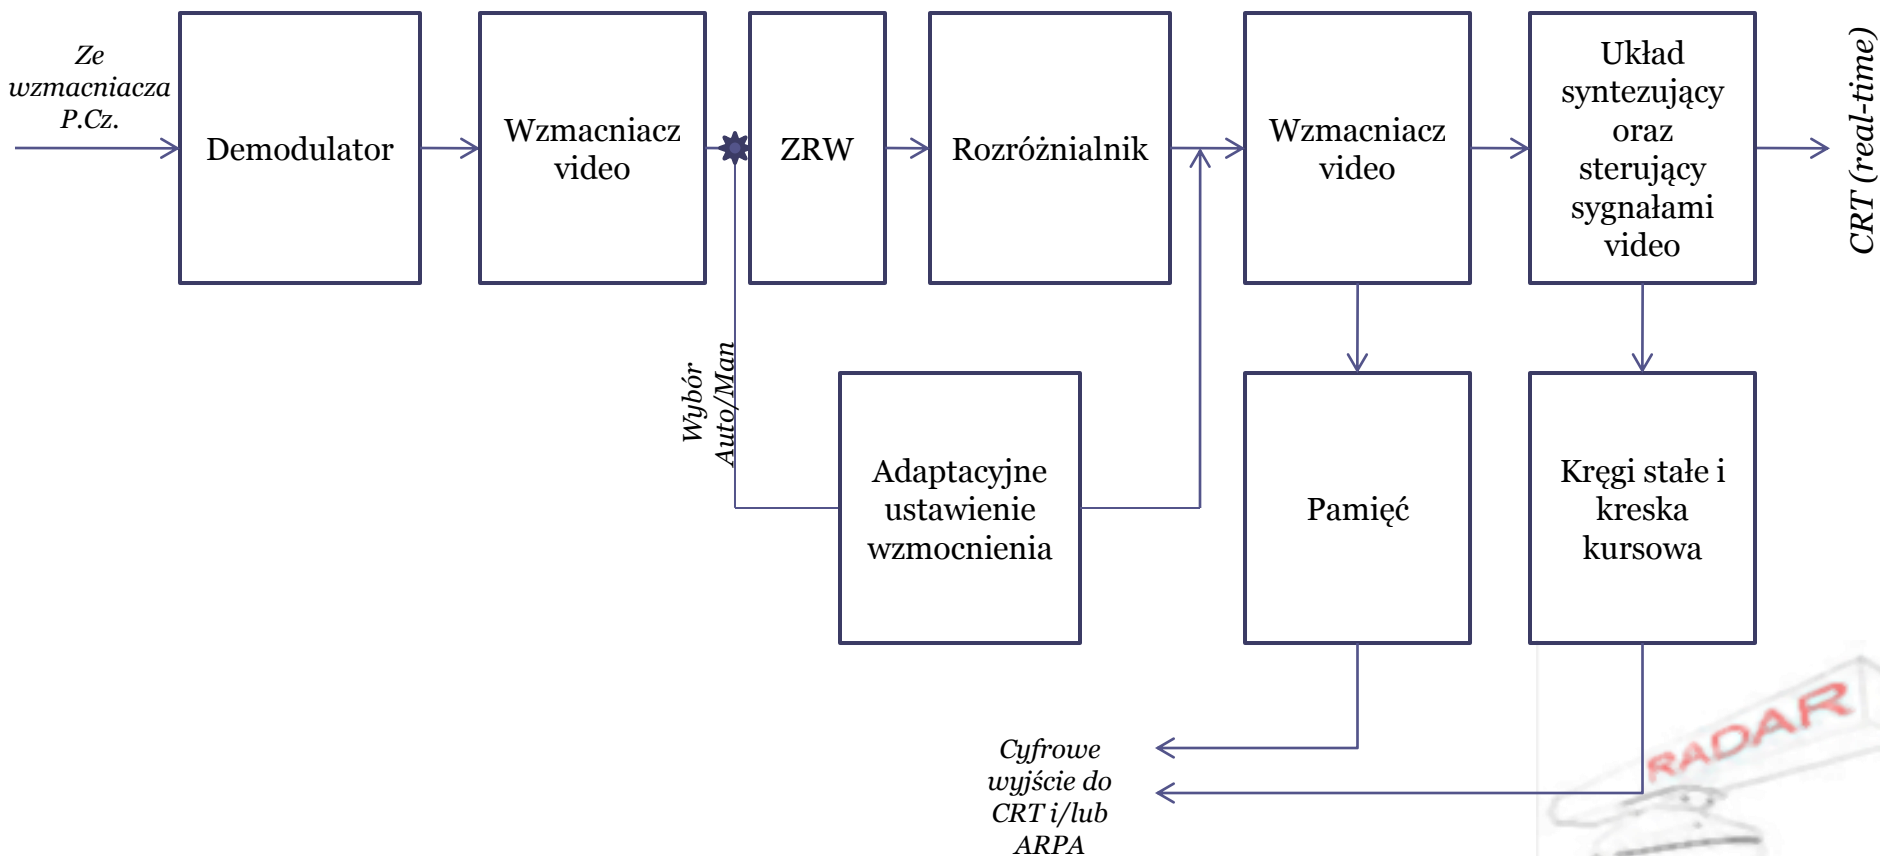 Ze
wzmacniacza
P.Cz.
Demodulator
Wzmacniacz
video
ZRW
Rozróżnialnik
Wzmacniacz
video
Układ
syntezujący
oraz
sterujący
sygnałami
video
CRT (real-time)
Wybór
Auto/Man
Adaptacyjne
ustawienie
wzmocnienia
Pamięć
Kręgi stałe i
kreska
kursowa
Cyfrowe
wyjście do
CRT i/lub
ARPA
RADAR